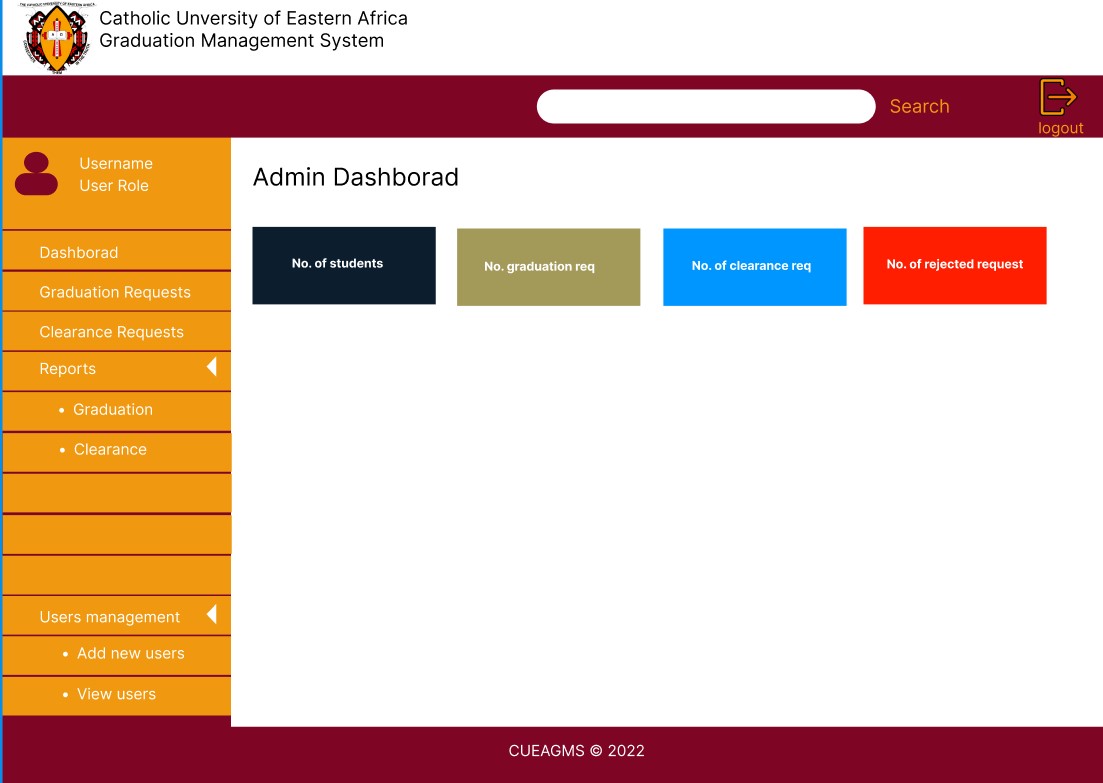 THE CATHOLIC UNIVERSITY OF EASTERN AFRICA
Catholic Unversity of Eastern Africa
Graduation Management System
Search
logout
Username
User Role
Admin Dashborad
No. of students
No. graduation req
No. of clearance req
No. of rejected request
Dashborad
Graduation Requests
Clearance Requests
Reports
• Graduation
• Clearance
Users management
• Add new users
• View users
CUEAGMS © 2022